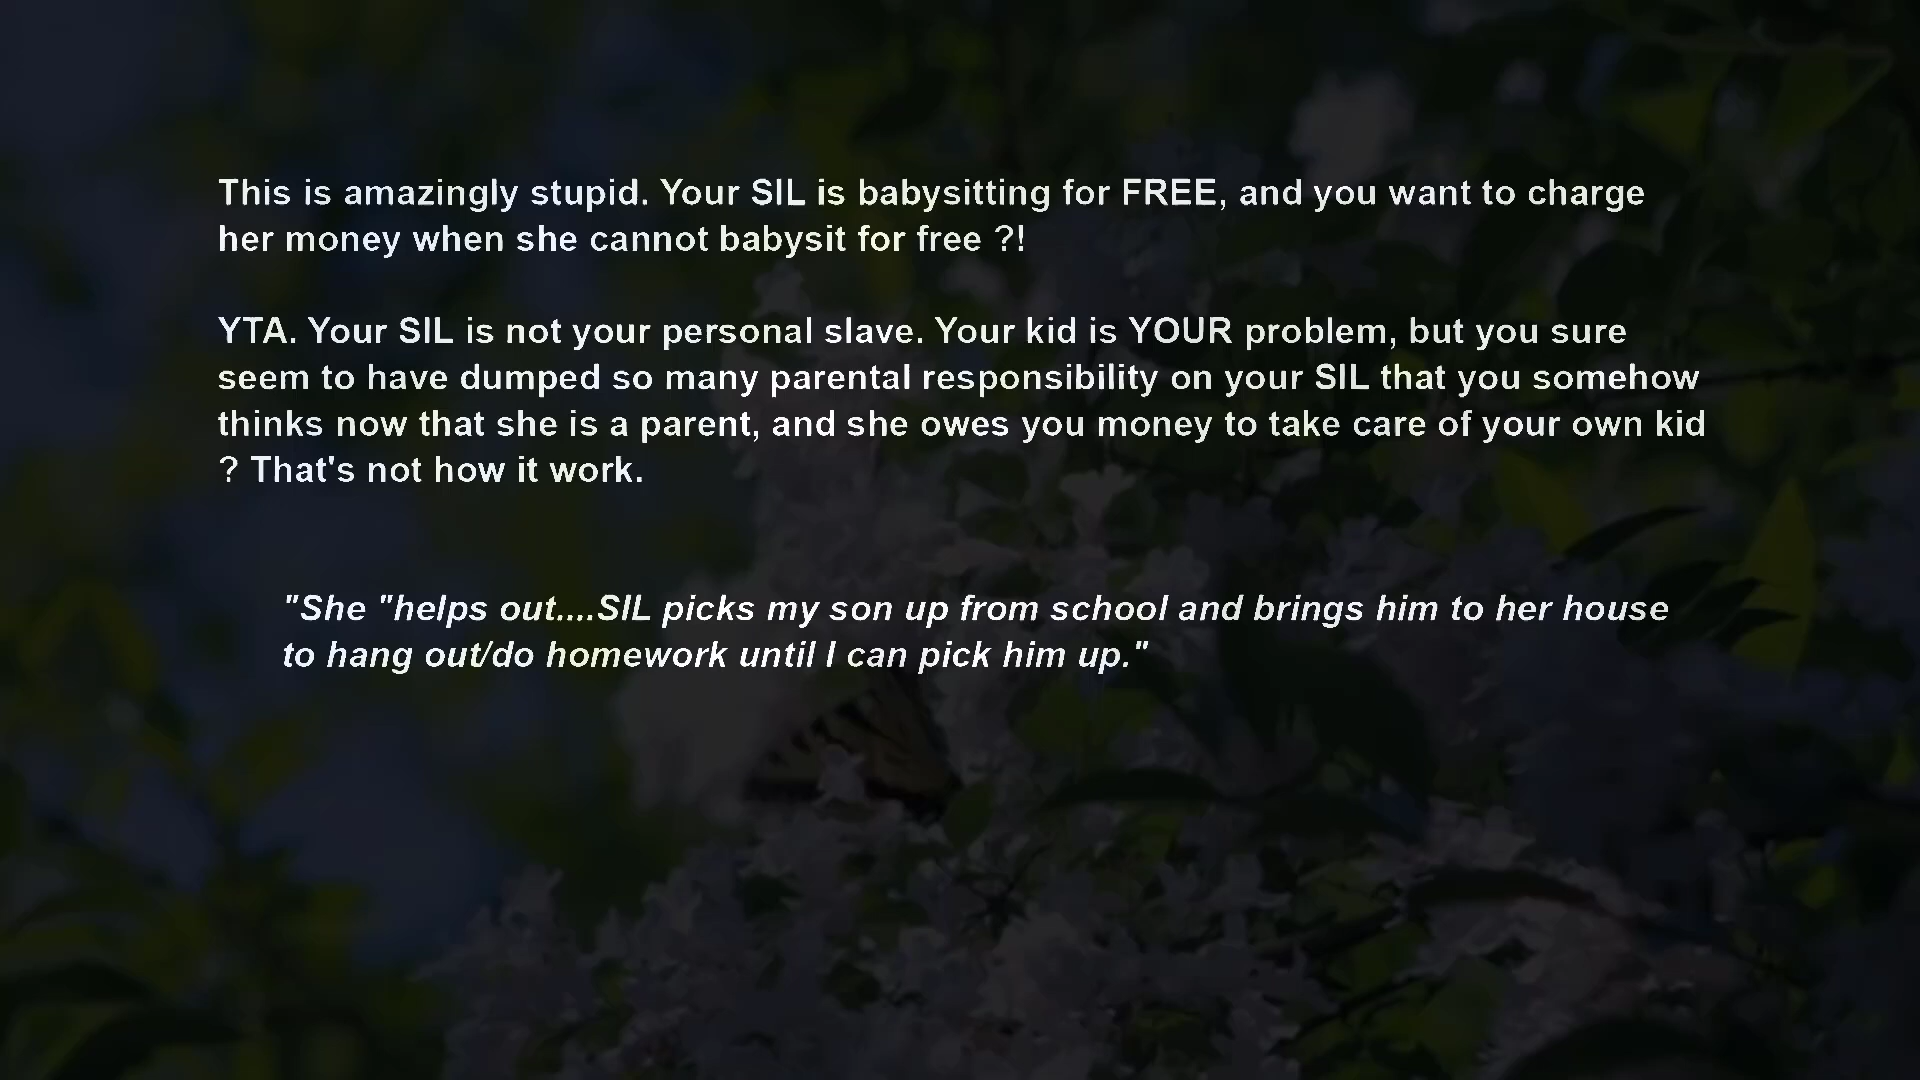 This is amazingly stupid. Your SIL is babysitting for FREE, and you want to charge
her money when she cannot babysit for free ?!
YTA. Your SIL is not your personal slave. Your kid is YOUR problem, but you sure
seem to have dumped so many parental responsibility on your SIL that you somehow
thinks now that she is a parent, and she owes you money to take care of your own kid
? That's not how it work.
"She "helps out....SIL picks my son up from school and brings him to her house
to hang out/do homework until I can pick him up."